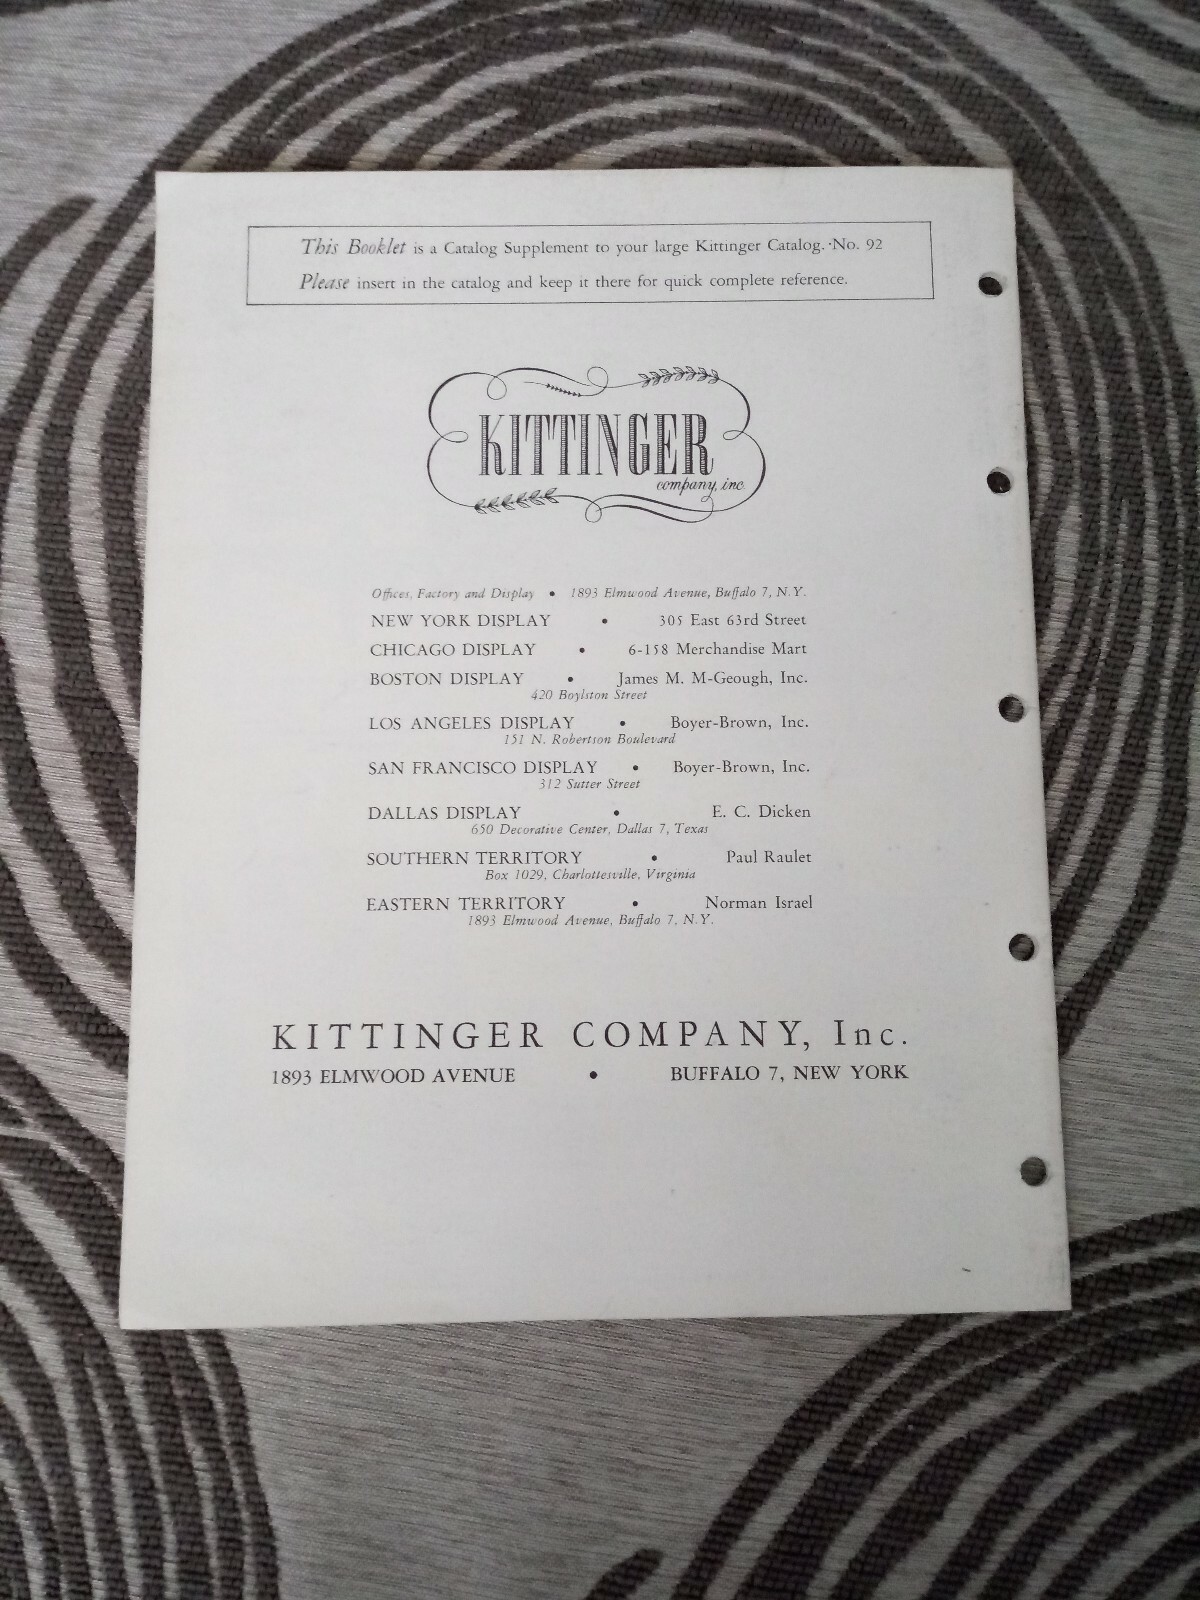 This Booklet is a Catalog Supplement to your large Kittinger Catalog. No. 92
Please insert in the catalog and keep it there for quick complete reference.
KITTINGER
company, inc.
Offices, Factory and Display • 1893 Elmwood Avenue, Buffalo 7, N.Y.
NEW YORK DISPLAY • 305 East 63rd Street
CHICAGO DISPLAY • 6-158 Merchandise Mart
BOSTON DISPLAY • James M. M-Geough, Inc.
420 Boylston Street
LOS ANGELES DISPLAY • Boyer-Brown, Inc.
151 N. Robertson Boulevard
SAN FRANCISCO DISPLAY • Boyer-Brown, Inc.
312 Sutter Street
DALLAS DISPLAY • E. C. Dicken
650 Decorative Center, Dallas 7, Texas
SOUTHERN TERRITORY • Paul Raulet
Box 1029, Charlottesville, Virginia
EASTERN TERRITORY • Norman Israel
1893 Elmwood Avenue, Buffalo 7, N.Y.
KITTINGER COMPANY, Inc.
1893 ELMWOOD AVENUE • BUFFALO 7, NEW YORK